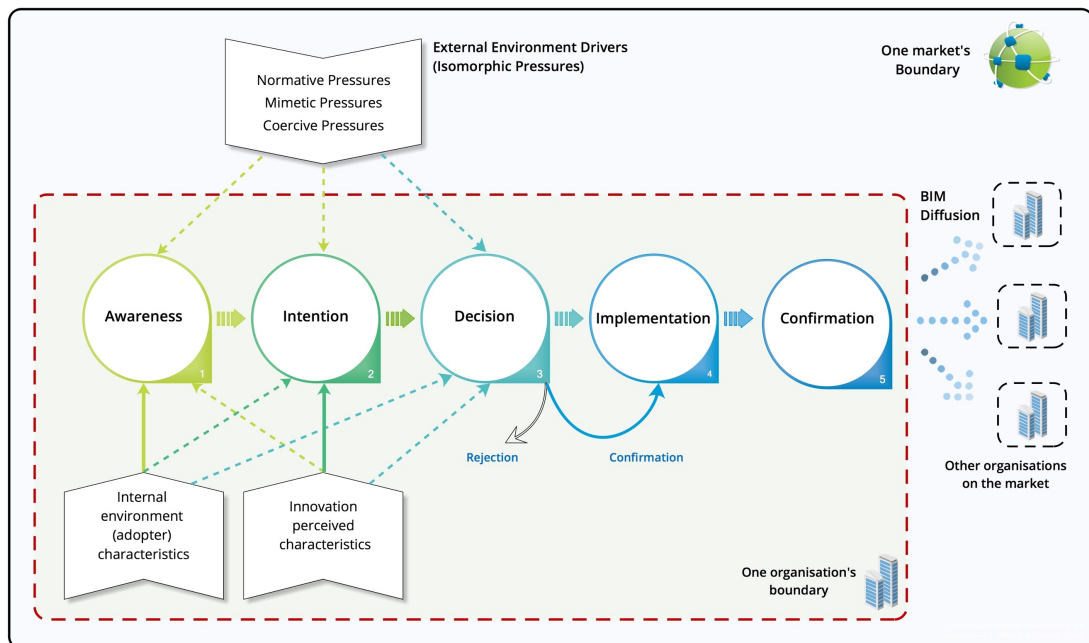 External Environment Drivers
(Isomorphic Pressures)
One market's
Boundary
Normative Pressures
Mimetic Pressures
Coercive Pressures
BIM
Diffusion
Awareness
1
Intention
2
Decision
3
Implementation
4
Confirmation
5
Rejection
Confirmation
Other organisations
on the market
Internal
environment
(adopter)
characteristics
Innovation
perceived
characteristics
One organisation's
boundary